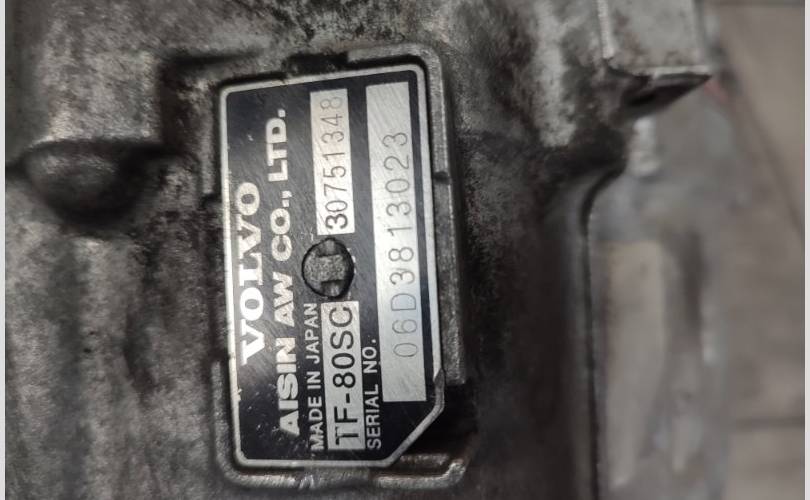 VOLVO
AISIN AW CO., LTD.
MADE IN JAPAN
TF-80SC 30751348
SERIAL NO.
06D3813023